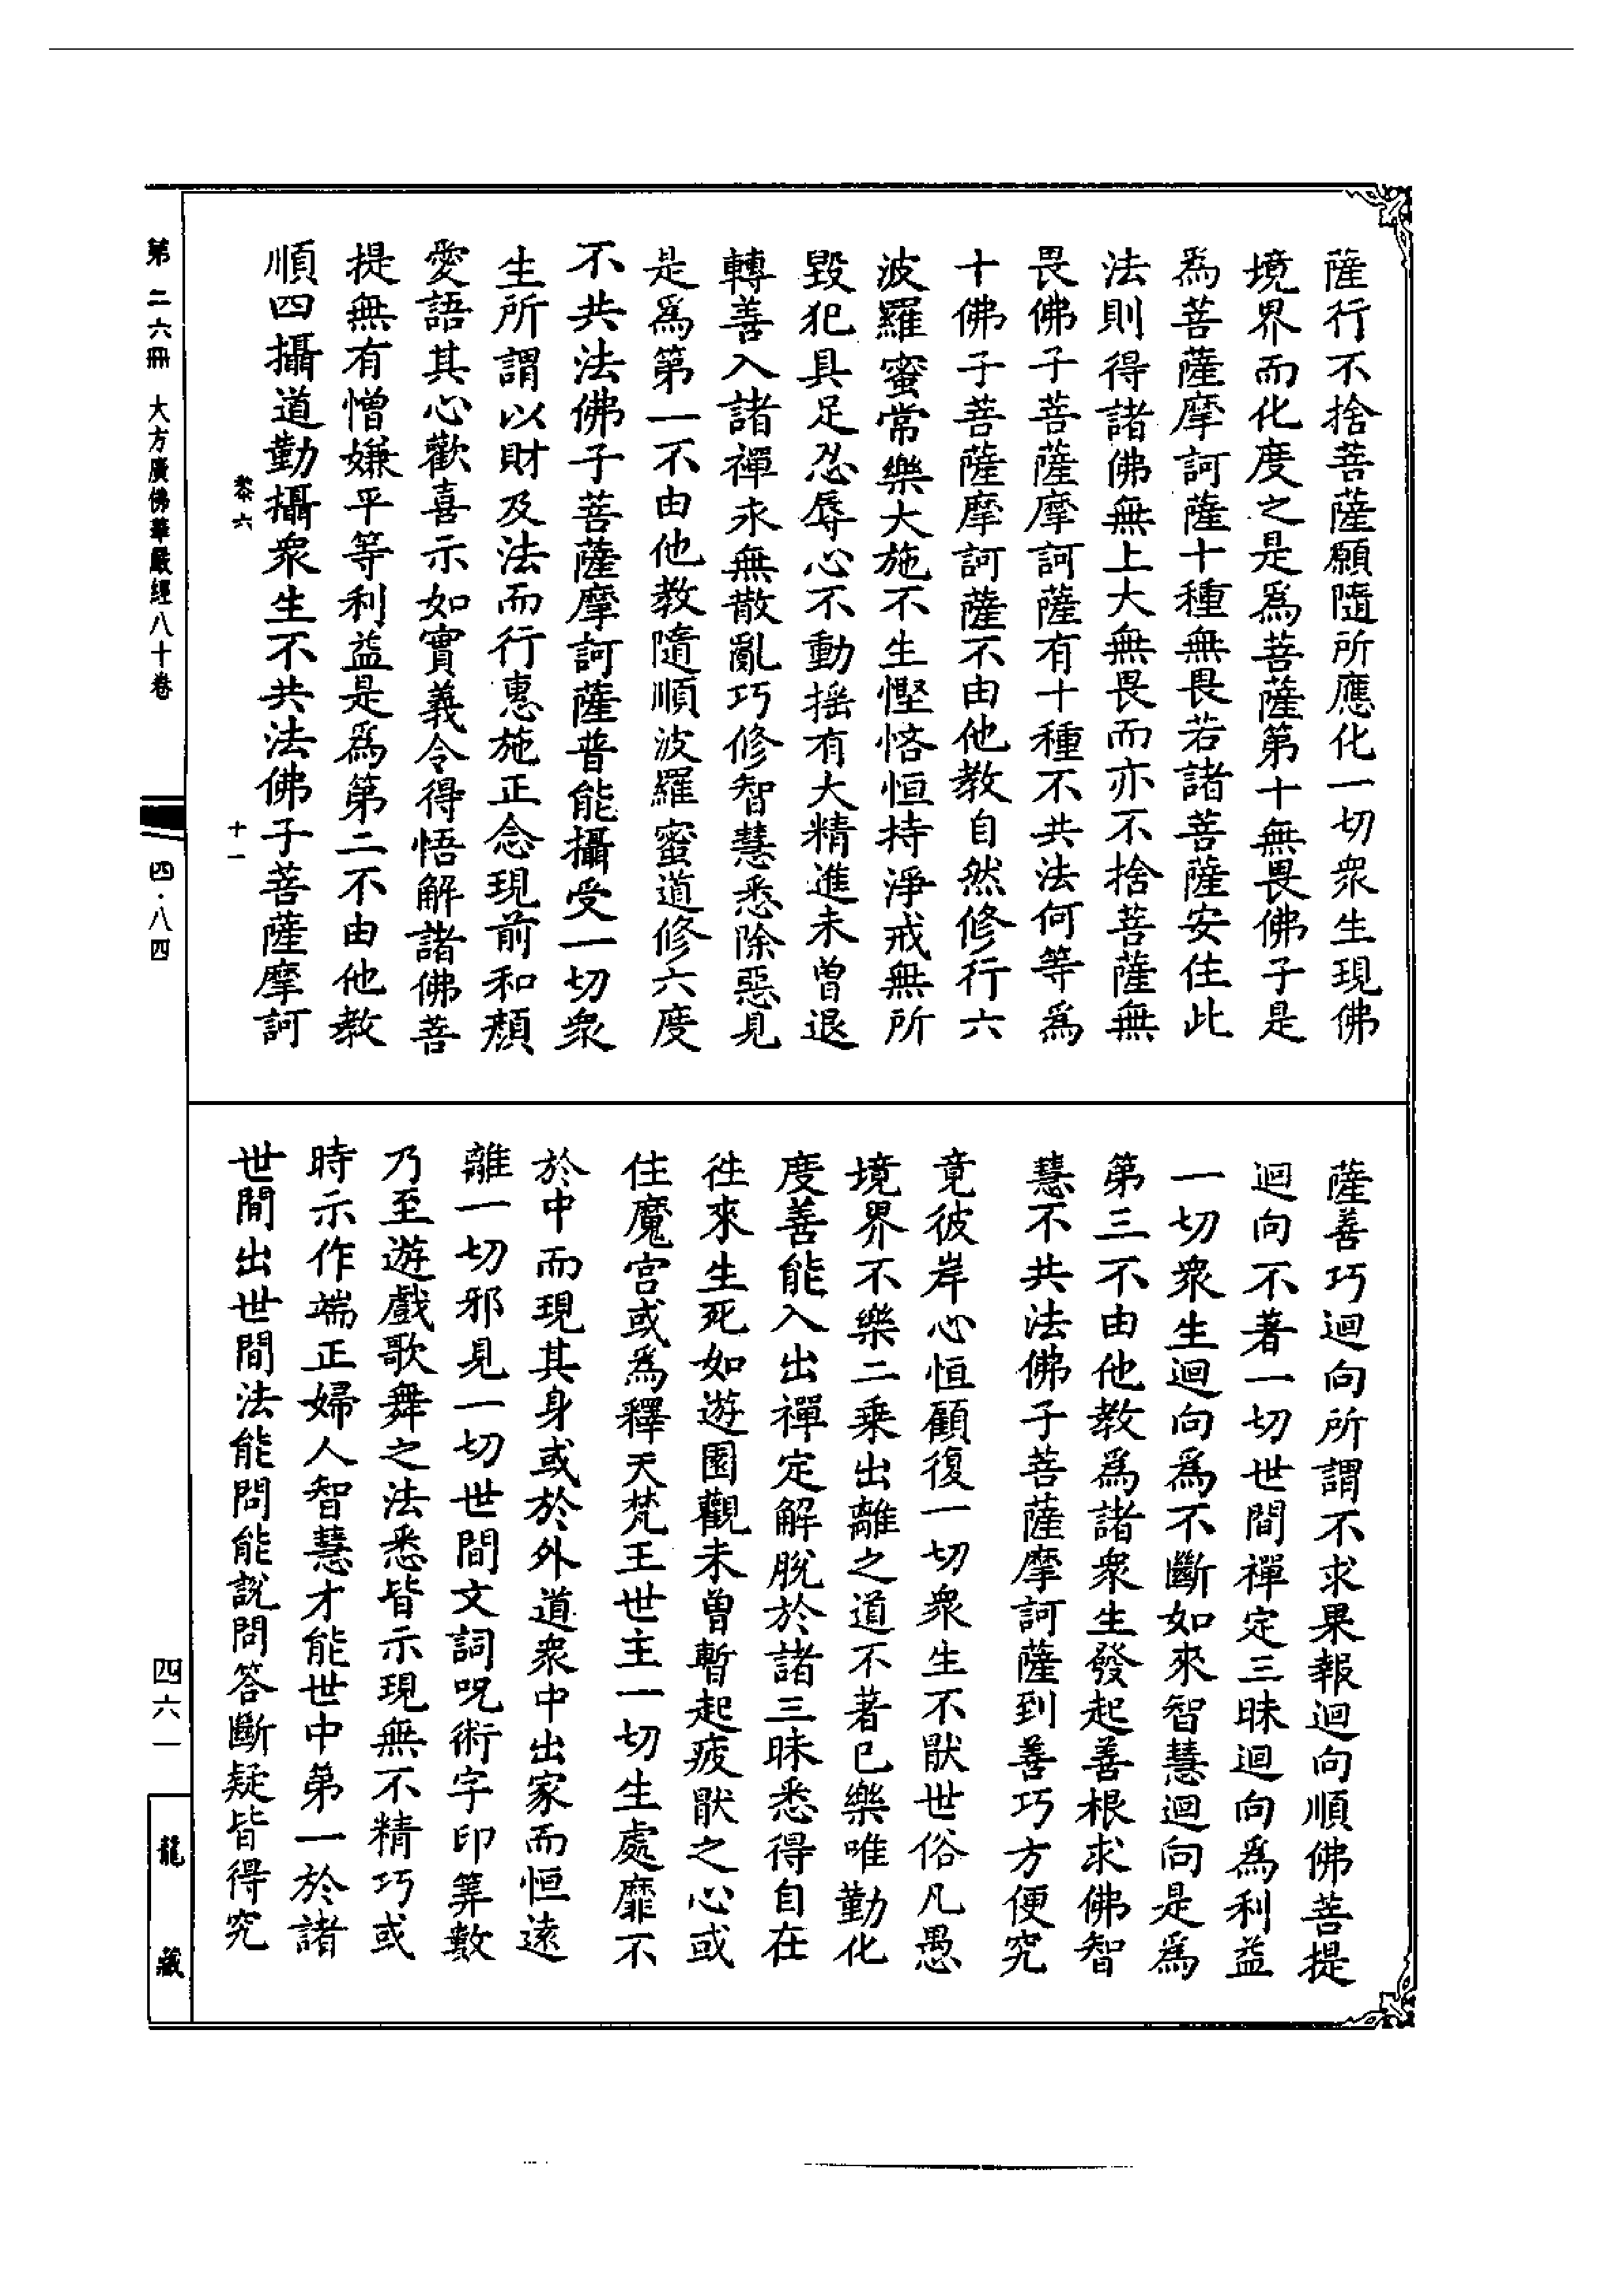 薩行不捨菩薩願隨所應化一切衆生現佛
境界而化度之是爲菩薩第十無畏佛子是
爲菩薩摩訶薩十種無畏若諸菩薩安住此
法則得諸佛無上大無畏而亦不捨菩薩無
畏佛子菩薩摩訶薩有十種不共法何等爲
十佛子菩薩摩訶薩不由他教自然修行六
波羅蜜常樂大施不生慳悋恒持淨戒無所
毀犯具足忍辱心不動搖有大精進未曾退
轉善入諸禪永無散亂巧修智慧悉除惡見
是爲第一不由他教隨順波羅蜜道修六度
不共法佛子菩薩摩訶薩普能攝受一切衆
生所謂以財及法而行惠施正念現前和顏
愛語其心歡喜示如實義令得悟解諸佛菩
提無有憎嫌平等利益是爲第二不由他教
順四攝道勤攝衆生不共法佛子菩薩摩訶
黎六 十一
薩善巧迴向所謂不求果報迴向順佛菩提
迴向不著一切世間禪定三昧迴向爲利益
一切衆生迴向爲不斷如來智慧迴向是爲
第三不由他教爲諸衆生發起善根求佛智
慧不共法佛子菩薩摩訶薩到善巧方便究
竟彼岸心恒顧復一切衆生不猒世俗凡愚
境界不樂二乘出離之道不著已樂唯勤化
度善能入出禪定解脫於諸三昧悉得自在
徃來生死如遊園觀未曾暫起疲猒之心或
住魔宮或爲釋天梵王世主一切生處靡不
於中而現其身或於外道衆中出家而恒遠
離一切邪見一切世間文詞呪術字印筭數
乃至遊戲歌舞之法悉皆示現無不精巧或
時示作端正婦人智慧才能世中第一於諸
世間出世間法能問能說問答斷疑皆得究
第二六冊 大方廣佛華嚴經八十卷 四·八四
四六一
龍藏